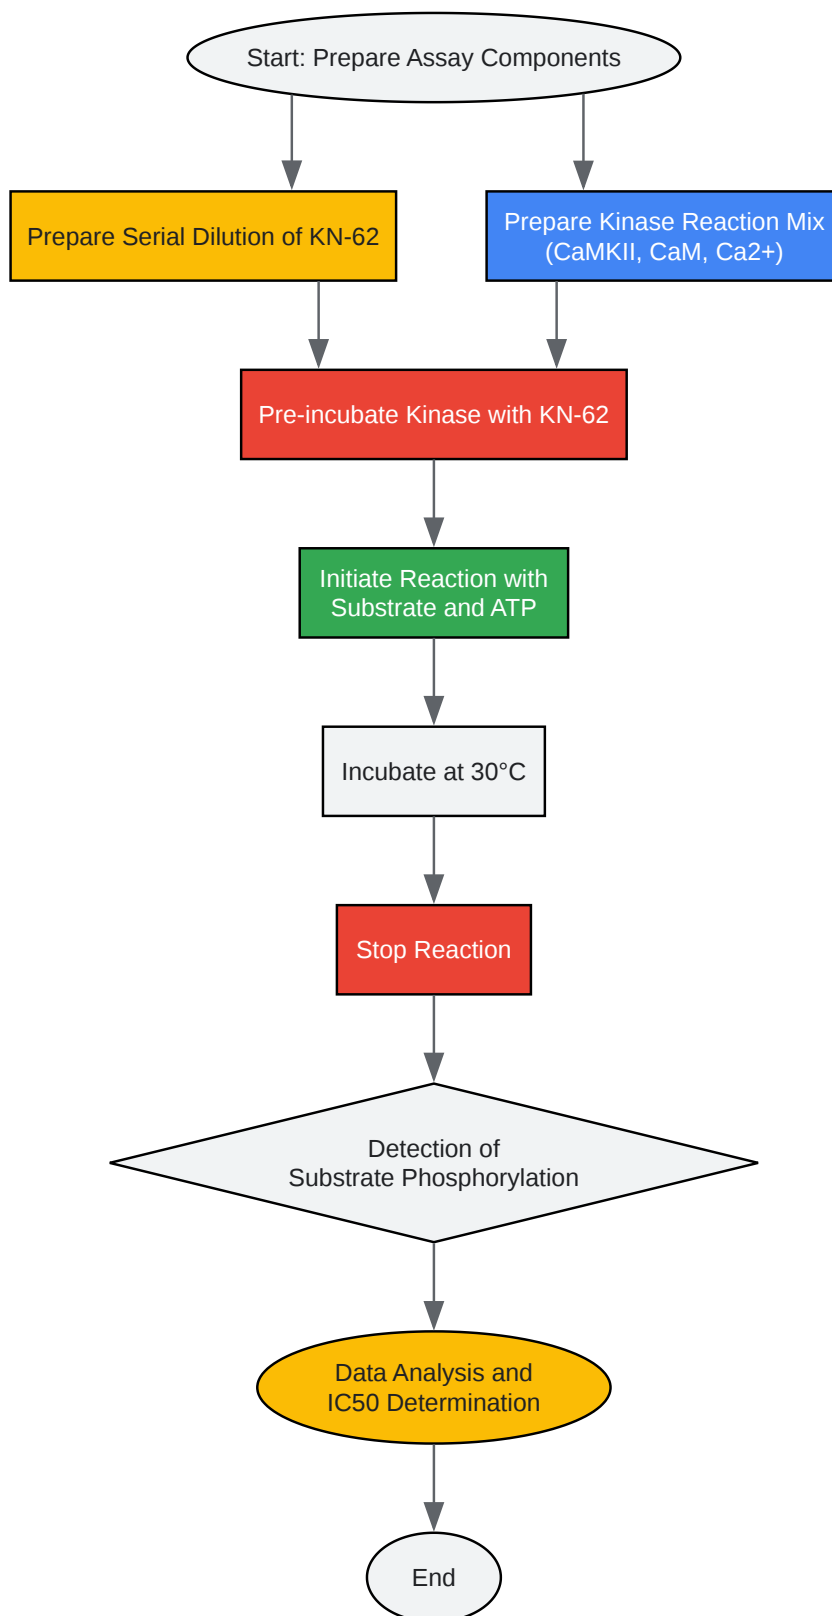 Start: Prepare Assay Components
Prepare Serial Dilution of KN-62
Prepare Kinase Reaction Mix
(CaMKII, CaM, Ca2+)
Pre-incubate Kinase with KN-62
Initiate Reaction with
Substrate and ATP
Incubate at 30°C
Stop Reaction
Detection of
Substrate Phosphorylation
Data Analysis and
IC50 Determination
End